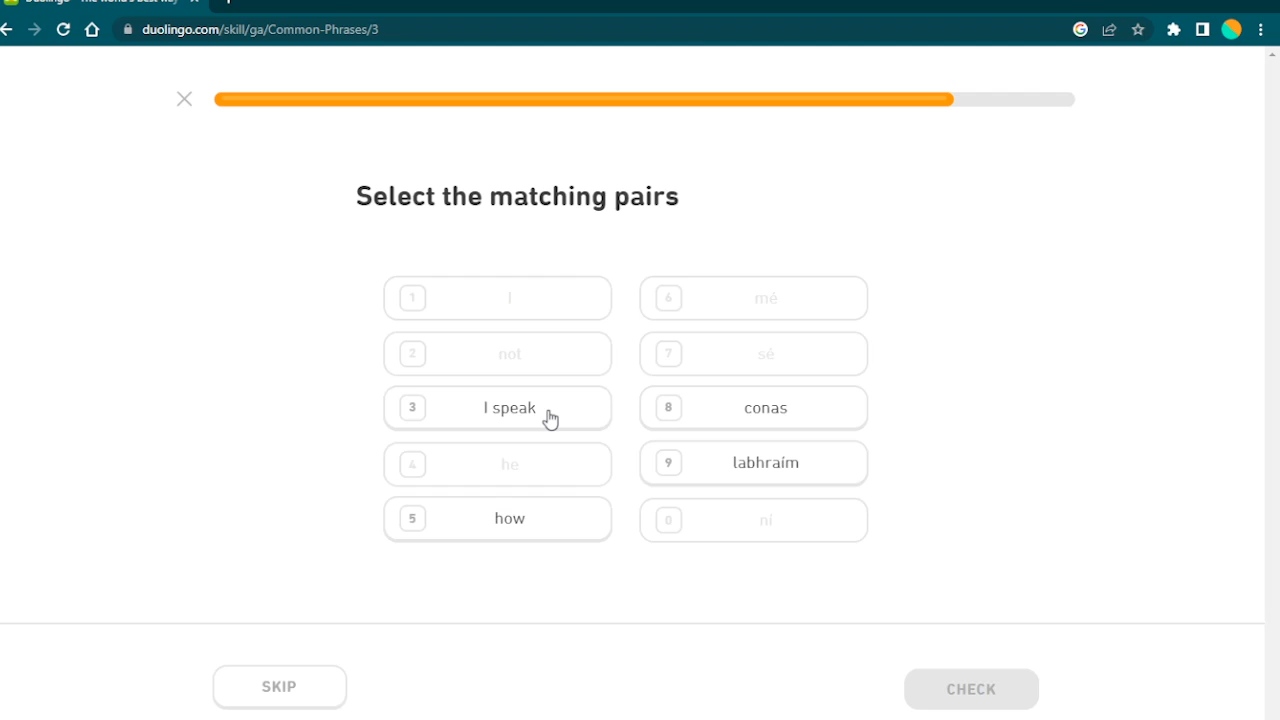 duolingo.com/skill/ga/Common-Phrases/3
Select the matching pairs
1 I
6 mé
2 not
7 sé
3 I speak
8 conas
4 he
9 labhraím
5 how
0 ní
SKIP
CHECK